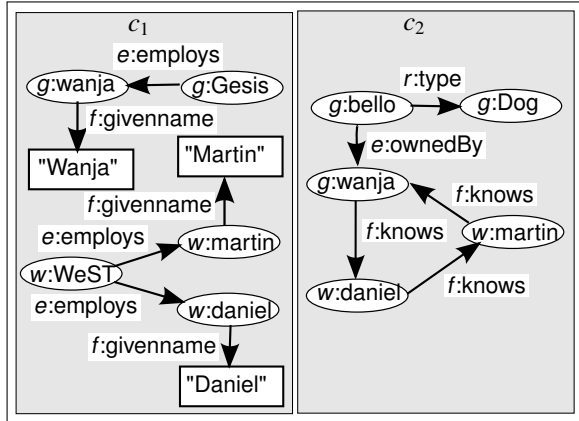 c1
e:employs
g:wanja
g:Gesis
f:givenname
"Wanja"
"Martin"
f:givenname
e:employs
w:martin
w:WeST
e:employs
w:daniel
f:givenname
"Daniel"
c2
r:type
g:bello
g:Dog
e:ownedBy
g:wanja
f:knows
f:knows
w:martin
w:daniel
f:knows